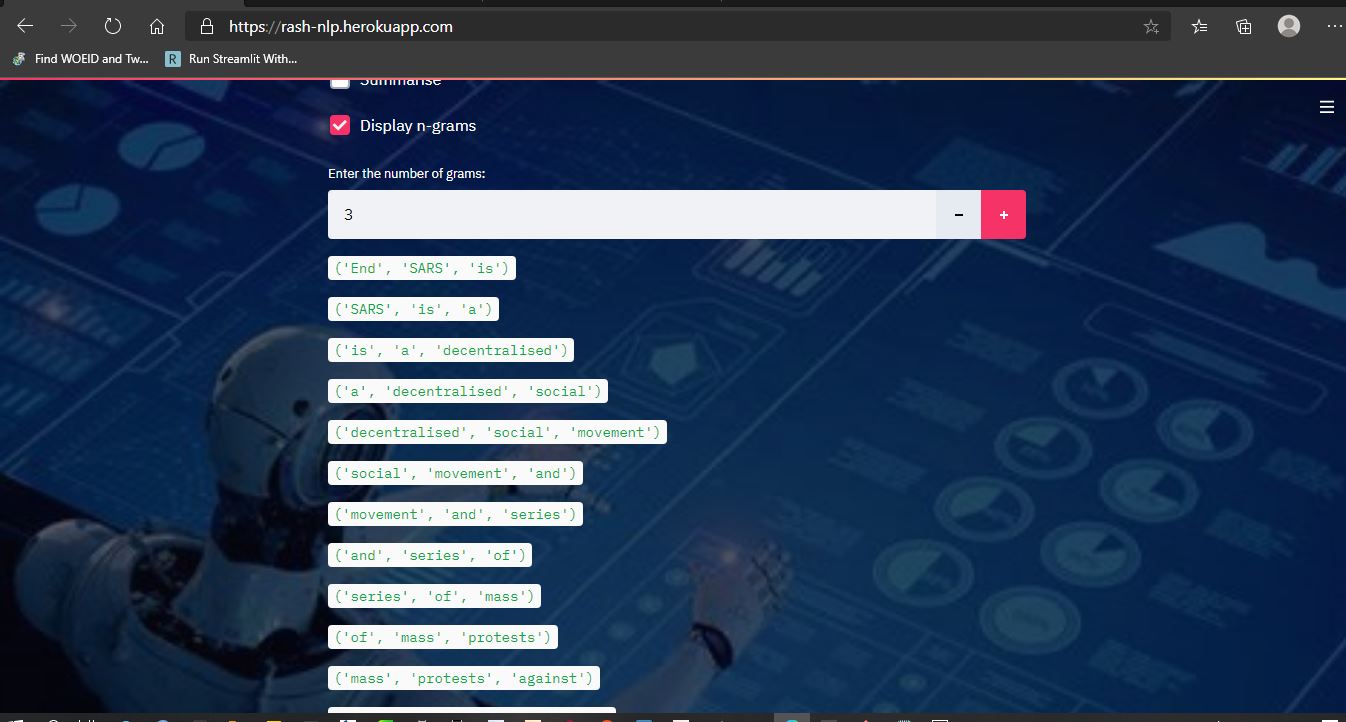 https://rash-nlp.herokuapp.com
Find WOEID and Tw...
R Run Streamlit With...
Summarise
Display n-grams
Enter the number of grams:
3
- +
('End', 'SARS', 'is')
('SARS', 'is', 'a')
('is', 'a', 'decentralised')
('a', 'decentralised', 'social')
('decentralised', 'social', 'movement')
('social', 'movement', 'and')
('movement', 'and', 'series')
('and', 'series', 'of')
('series', 'of', 'mass')
('of', 'mass', 'protests')
('mass', 'protests', 'against')